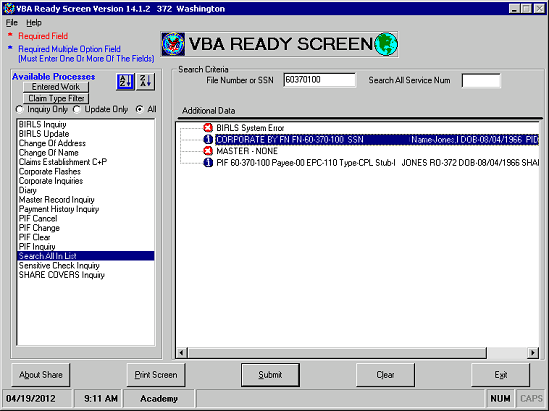 VBA Ready Screen Version 14.1.2 372 Washington
File Help
* Required Field
* Required Multiple Option Field
(Must Enter One Or More Of The Fields)
VBA READY SCREEN
Available Processes
Entered Work
Claim Type Filter
A Z
Z A
Inquiry Only Update Only All
BIRLS Inquiry
BIRLS Update
Change Of Address
Change Of Name
Claims Establishment C+P
Corporate Flashes
Corporate Inquiries
Diary
Master Record Inquiry
Payment History Inquiry
PIF Cancel
PIF Change
PIF Clear
PIF Inquiry
Search All In List
Sensitive Check Inquiry
SHARE COVERS Inquiry
Search Criteria
File Number or SSN 60370100 Search All Service Num
Additional Data
BIRLS System Error
CORPORATE BY FN FN-60-370-100 SSN Name-Jones,I DOB-08/04/1966 PID
MASTER - NONE
PIF 60-370-100 Payee-00 EPC-110 Type-CPL Stub-I JONES RO-372 DOB-08/04/1966 SHA
About Share Print Screen Submit Clear Exit
04/19/2012 9:11 AM Academy NUM CAPS